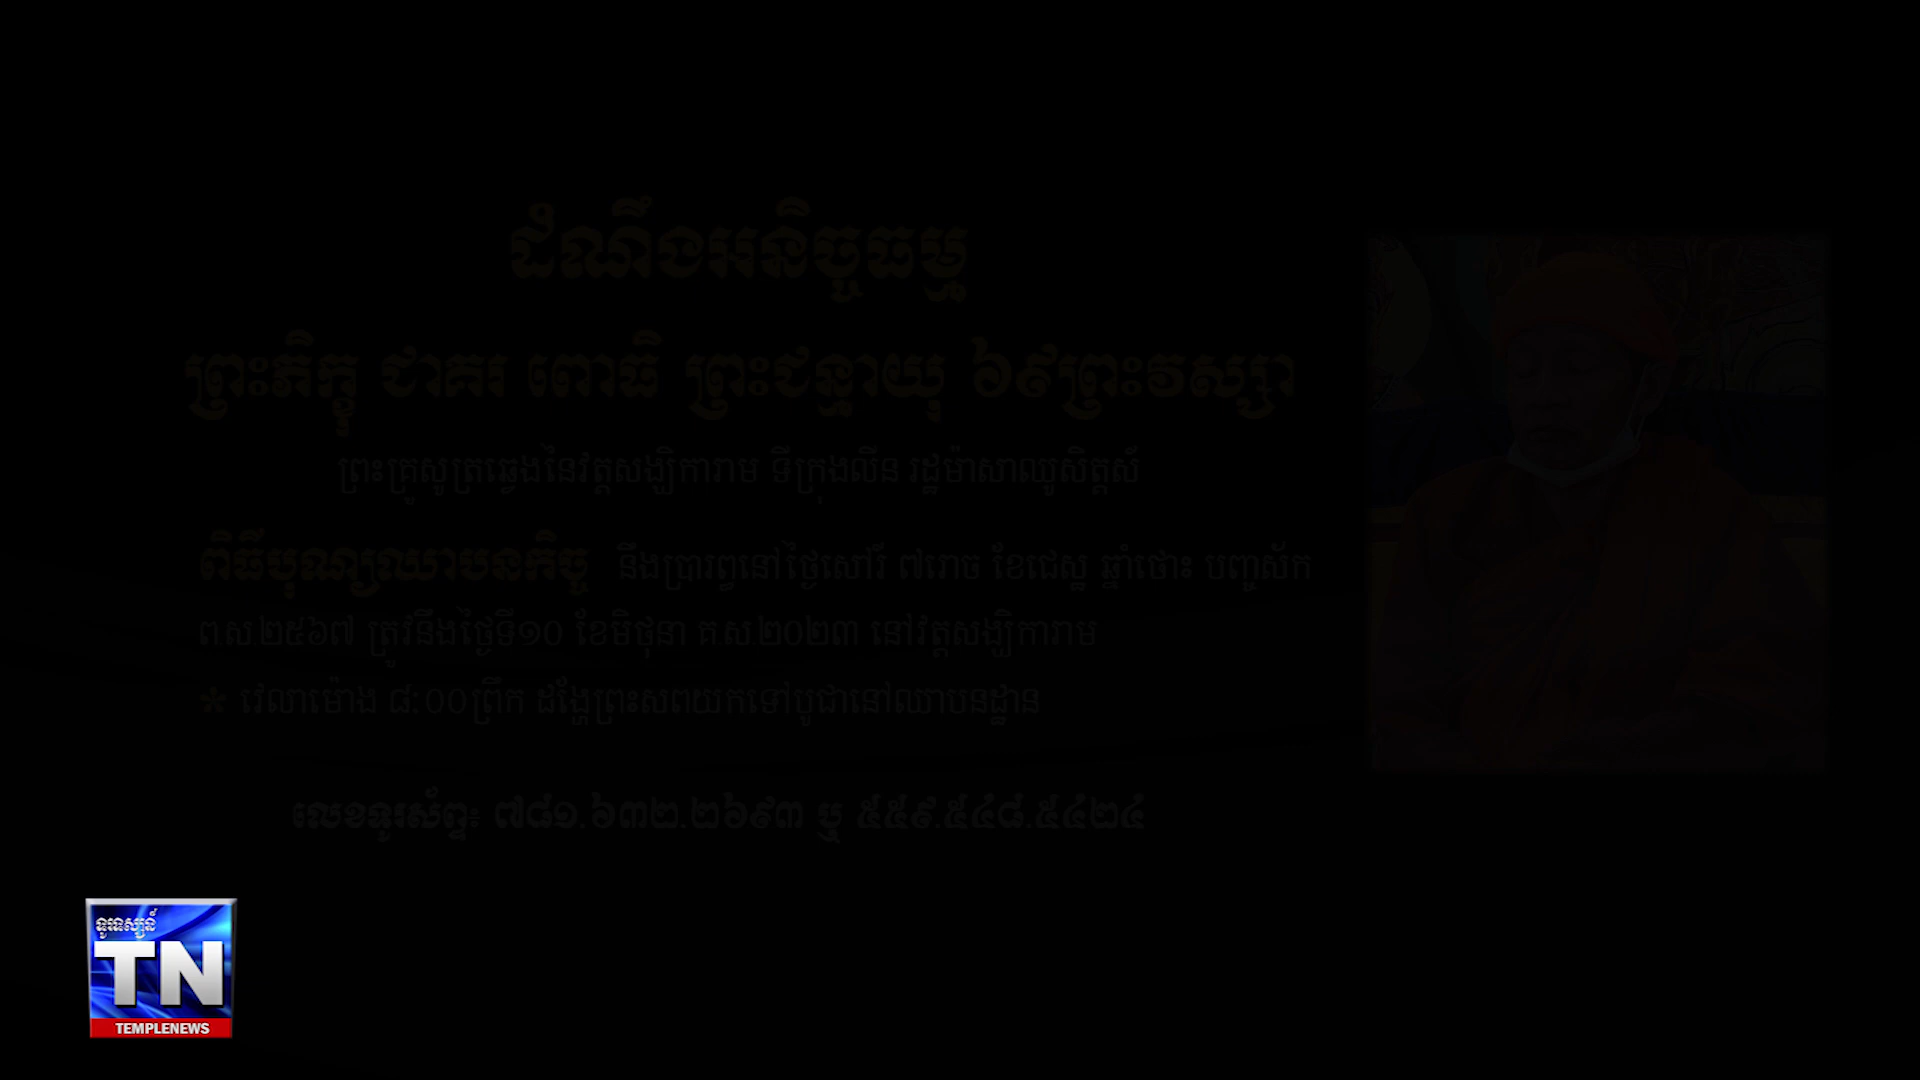 ដំណឹងអនិច្ចធម្ម
ព្រះភិក្ខុ ជាគរ ពោធិ ព្រះជន្មាយុ ៦៩ព្រះវស្សា
ព្រះគ្រូសូត្រឆ្វេងនៃវត្តសង្ឃិការាម ទីក្រុងលីន រដ្ឋម៉ាសាឈូសិត្តសំ
ពិធីបុណ្យឈាបនកិច្ច នឹងប្រារព្ធនៅថ្ងៃសៅរ៍ ៧រោច ខែជេស្ឋ ឆ្នាំថោះ បញ្ចស័ក
ព.ស.២៥៦៧ ត្រូវនឹងថ្ងៃទី១០ ខែមិថុនា គ.ស.២០២៣ នៅវត្តសង្ឃិការាម
* វេលាម៉ោង ៨:០០ព្រឹក ដង្ហែព្រះសពយកទៅបូជានៅឈាបនដ្ឋាន
លេខទូរស័ព្ទ: ៧៨១.៦៣២.២៦៩៣ ឬ ៥៥៩.៥៤៨.៥៤២៤
ទូរទស្សន៍
TN
TEMPLENEWS